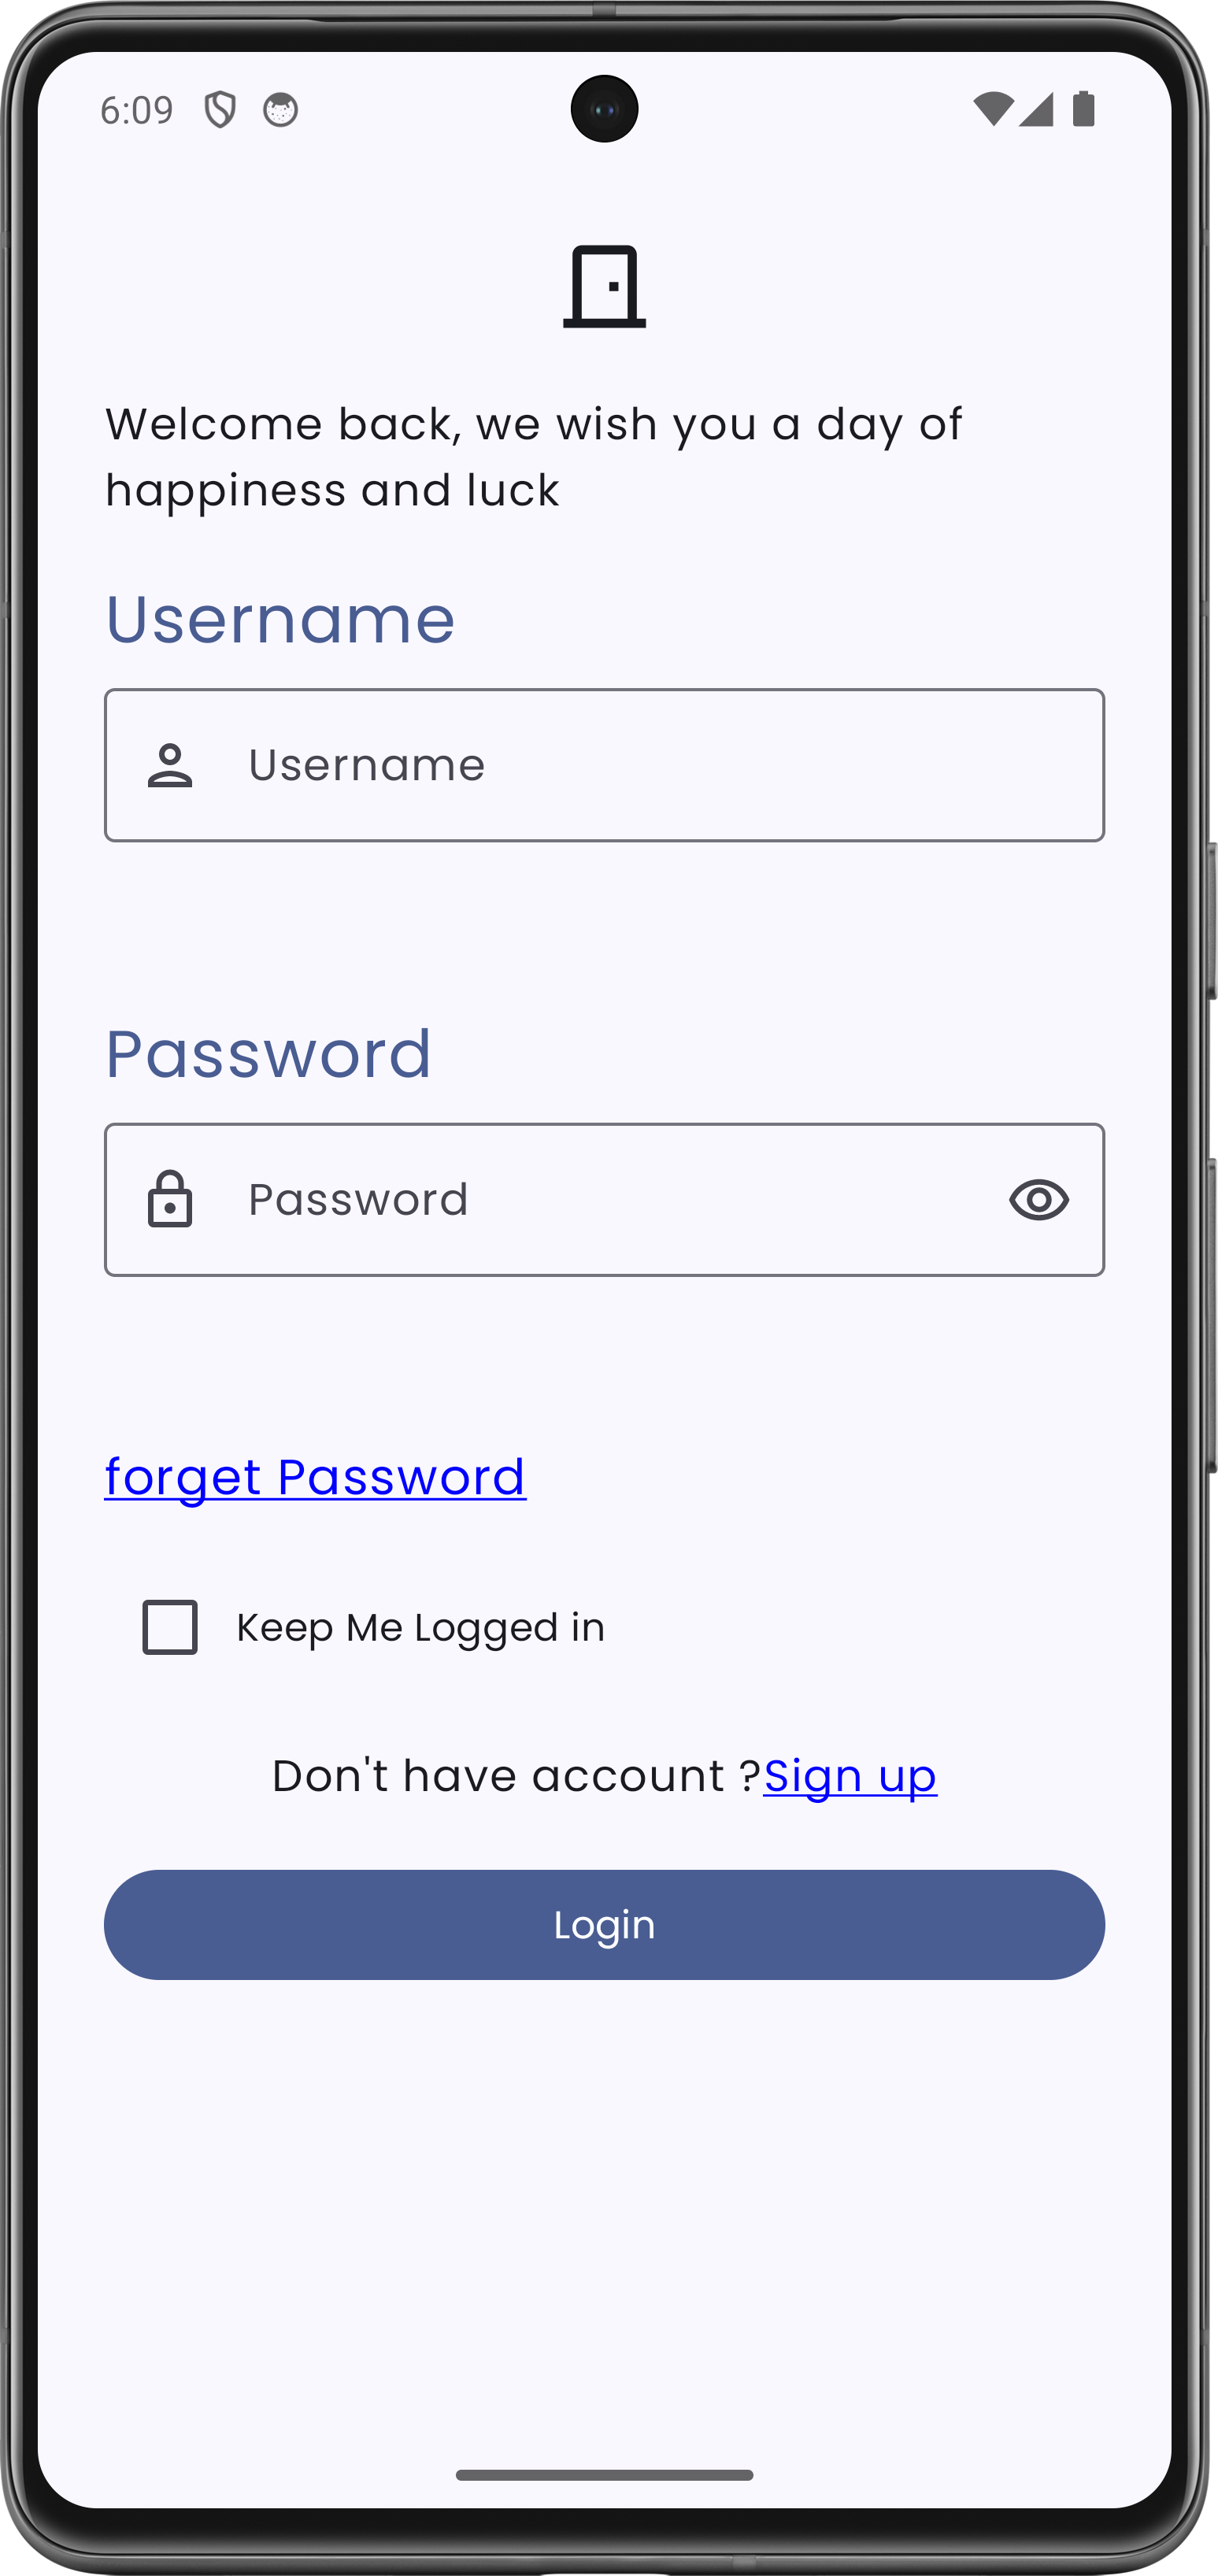 6:09
Welcome back, we wish you a day of
happiness and luck
Username
Username
Password
Password
forget Password
Keep Me Logged in
Don't have account ?Sign up
Login